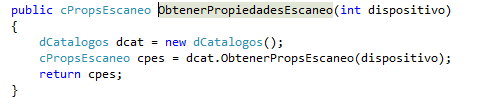 public cPropsEscaneo ObtenerPropiedadesEscaneo(int dispositivo)
{
    dCatalogos dcat = new dCatalogos();
    cPropsEscaneo cpes = dcat.ObtenerPropsEscaneo(dispositivo);
    return cpes;
}